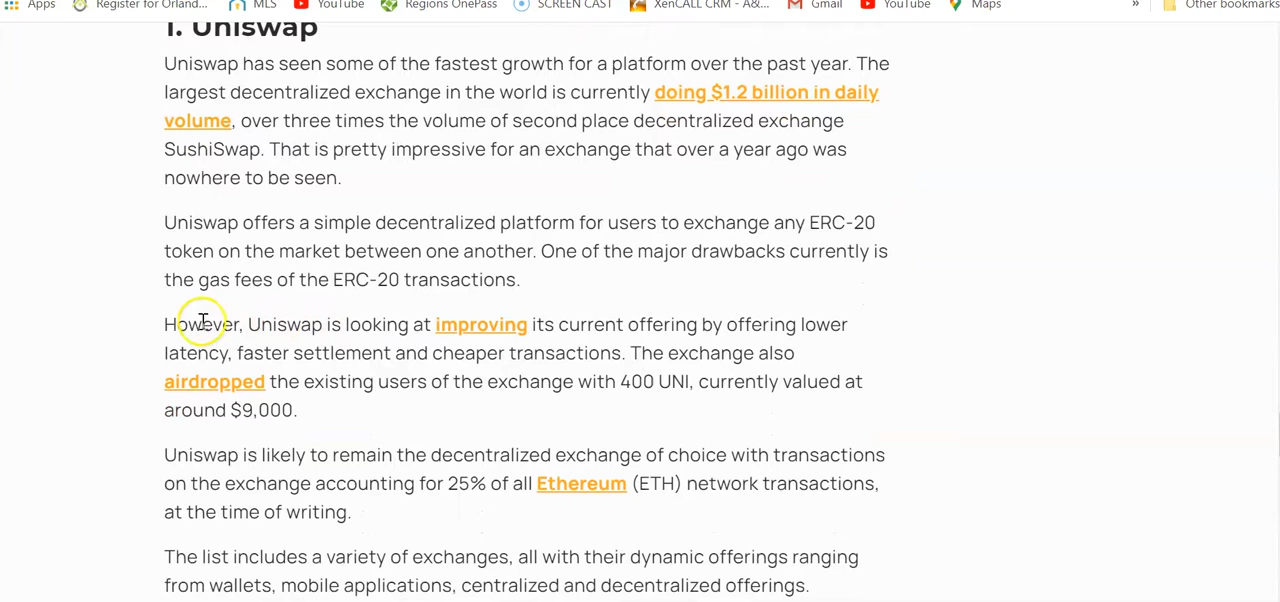 Apps Register for Orland... MLS YouTube Regions OnePass SCREEN CAST XenCALL CRM - A&... Gmail YouTube Maps » Other bookmarks
1. Uniswap
Uniswap has seen some of the fastest growth for a platform over the past year. The
largest decentralized exchange in the world is currently doing $1.2 billion in daily
volume, over three times the volume of second place decentralized exchange
SushiSwap. That is pretty impressive for an exchange that over a year ago was
nowhere to be seen.
Uniswap offers a simple decentralized platform for users to exchange any ERC-20
token on the market between one another. One of the major drawbacks currently is
the gas fees of the ERC-20 transactions.
However, Uniswap is looking at improving its current offering by offering lower
latency, faster settlement and cheaper transactions. The exchange also
airdropped the existing users of the exchange with 400 UNI, currently valued at
around $9,000.
Uniswap is likely to remain the decentralized exchange of choice with transactions
on the exchange accounting for 25% of all Ethereum (ETH) network transactions,
at the time of writing.
The list includes a variety of exchanges, all with their dynamic offerings ranging
from wallets, mobile applications, centralized and decentralized offerings.